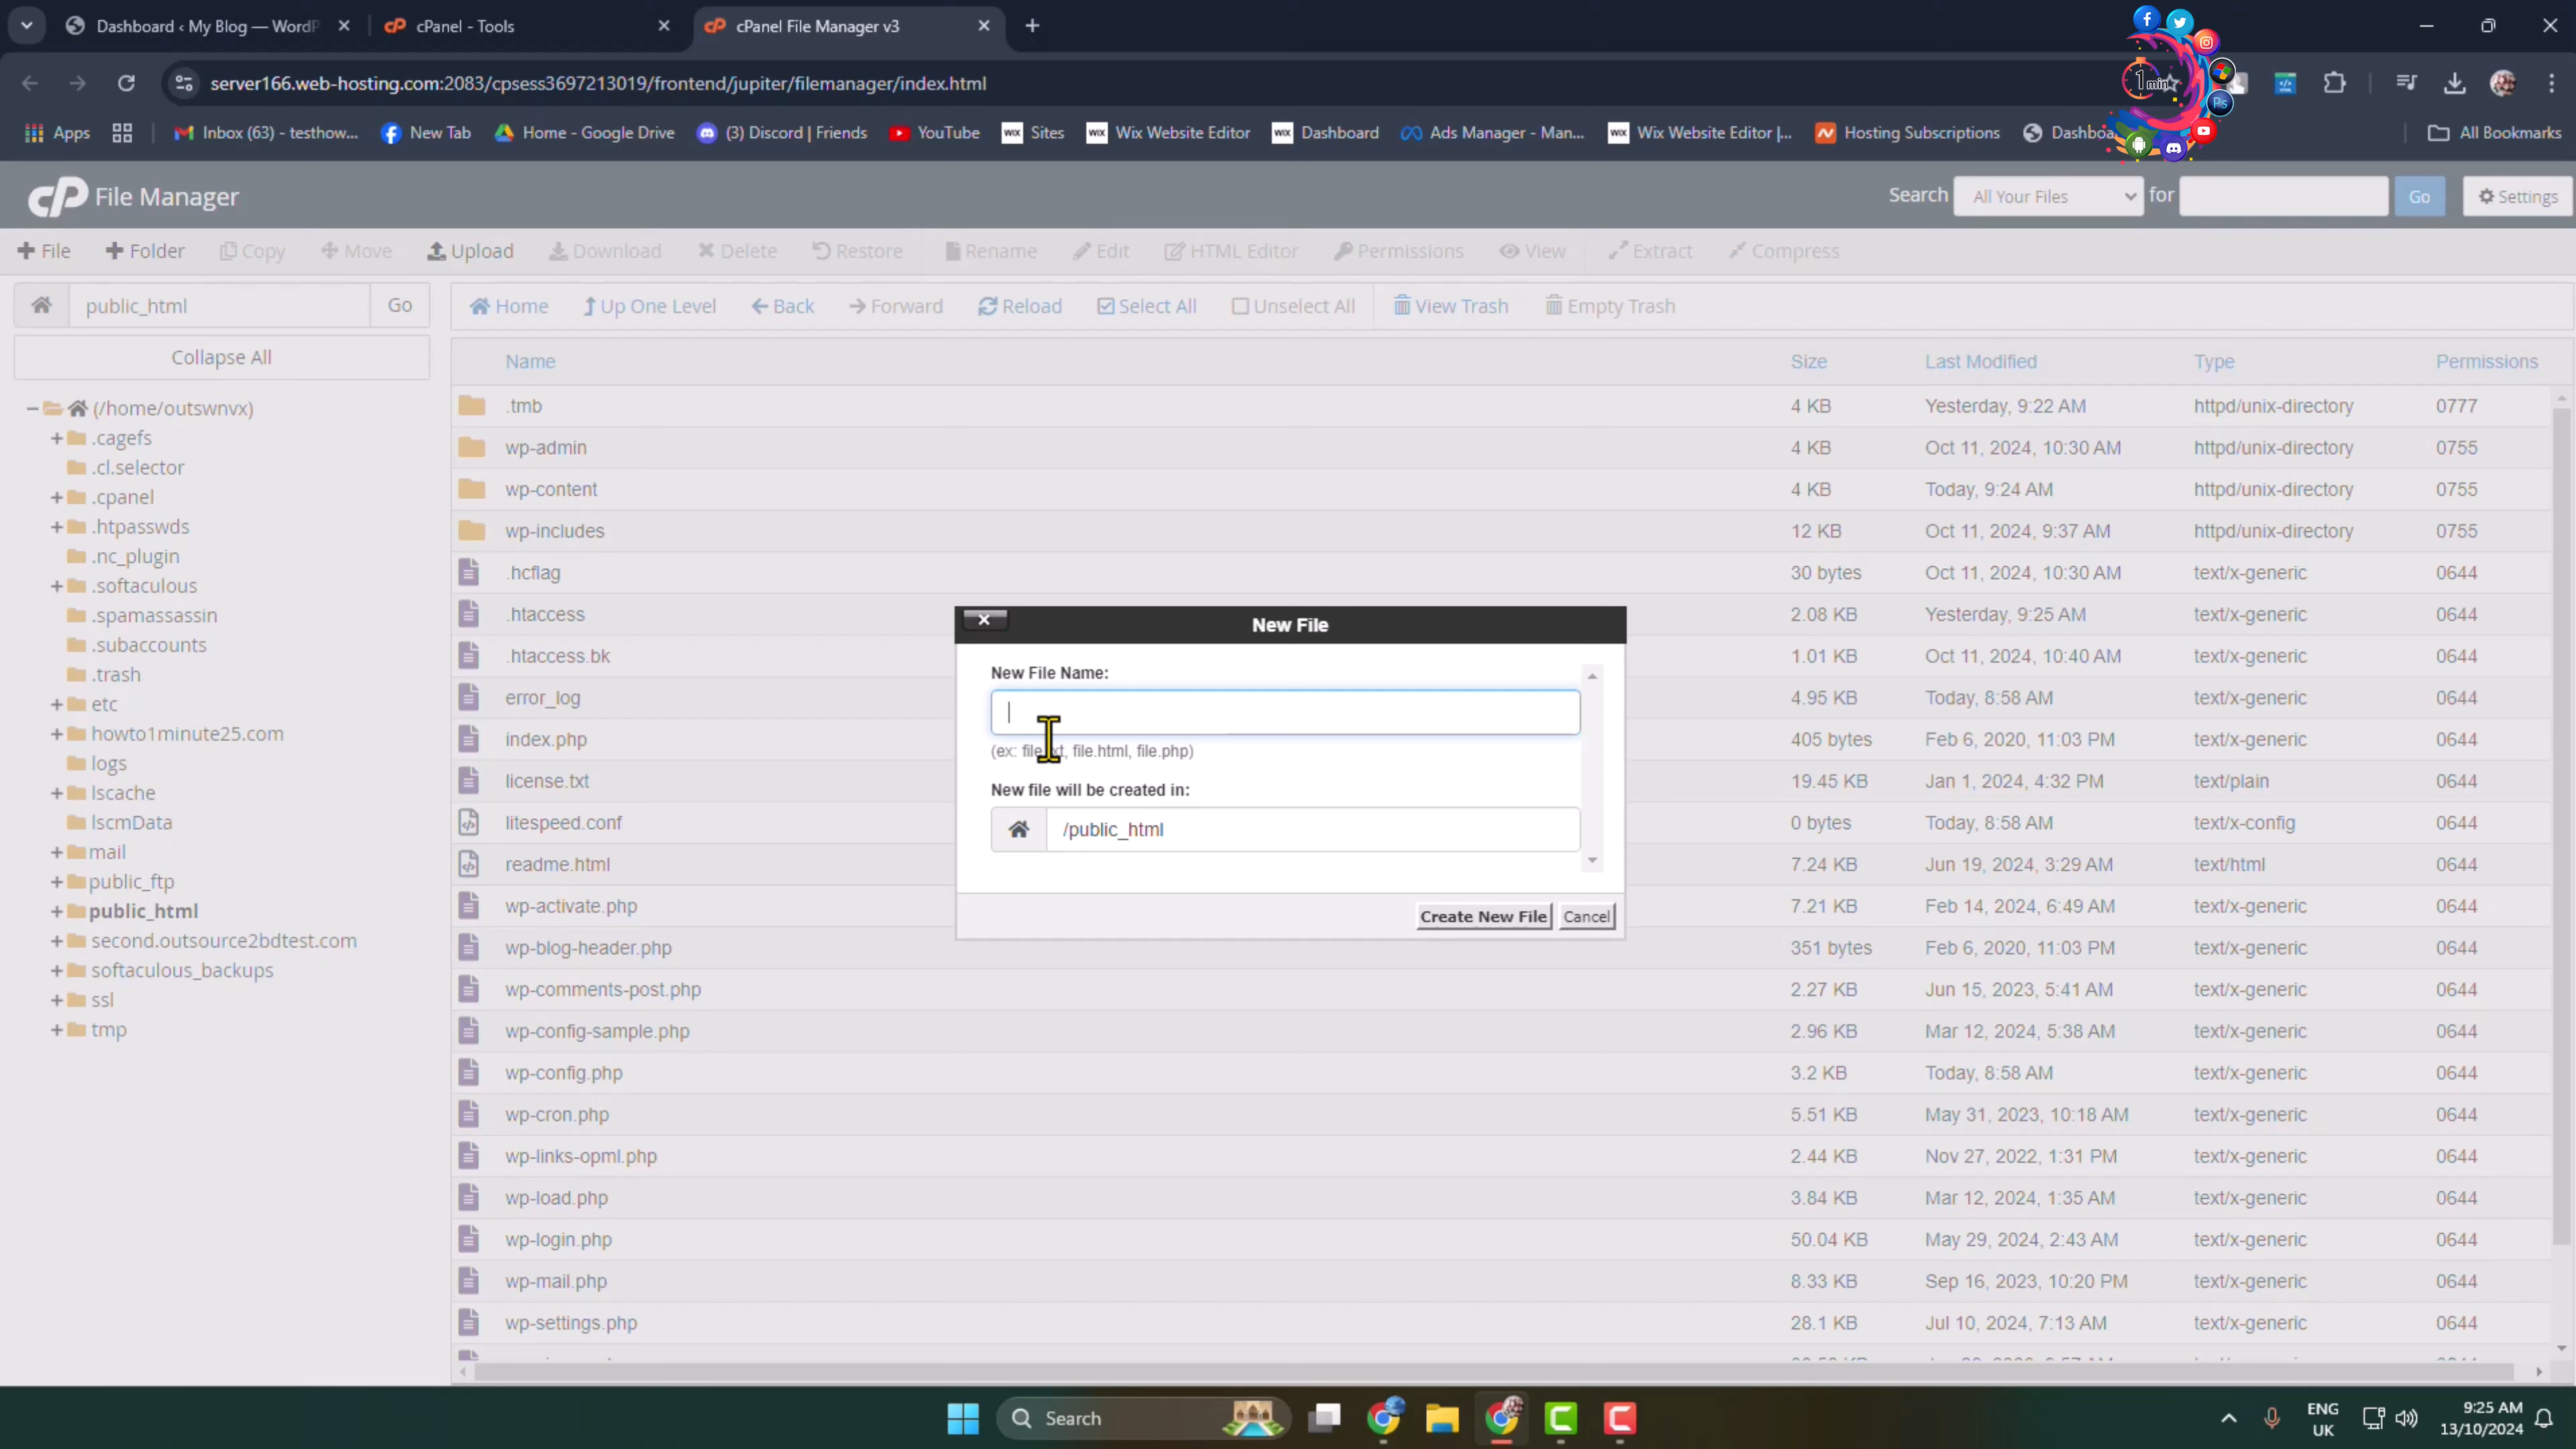 Dashboard ‹ My Blog — WordP
cPanel - Tools
cPanel File Manager v3
server166.web-hosting.com:2083/cpsess3697213019/frontend/jupiter/filemanager/index.html
1 min
Ps
Apps
Inbox (63) - testhow...
New Tab
Home - Google Drive
(3) Discord | Friends
YouTube
WIX Sites
WIX Wix Website Editor
WIX Dashboard
Ads Manager - Man...
WIX Wix Website Editor |...
Hosting Subscriptions
Dashboa
All Bookmarks
cP File Manager
Search All Your Files for Go Settings
File Folder Copy Move Upload Download Delete Restore Rename Edit HTML Editor Permissions View Extract Compress
public_html Go
Home Up One Level Back Forward Reload Select All Unselect All View Trash Empty Trash
Collapse All
(/home/outswnvx)
.cagefs
.cl.selector
.cpanel
.htpasswds
.nc_plugin
.softaculous
.spamassassin
.subaccounts
.trash
etc
howto1minute25.com
logs
lscache
lscmData
mail
public_ftp
public_html
second.outsource2bdtest.com
softaculous_backups
ssl
tmp
Name Size Last Modified Type Permissions
.tmb 4 KB Yesterday, 9:22 AM httpd/unix-directory 0777
wp-admin 4 KB Oct 11, 2024, 10:30 AM httpd/unix-directory 0755
wp-content 4 KB Today, 9:24 AM httpd/unix-directory 0755
wp-includes 12 KB Oct 11, 2024, 9:37 AM httpd/unix-directory 0755
.hcflag 30 bytes Oct 11, 2024, 10:30 AM text/x-generic 0644
.htaccess 2.08 KB Yesterday, 9:25 AM text/x-generic 0644
.htaccess.bk 1.01 KB Oct 11, 2024, 10:40 AM text/x-generic 0644
error_log 4.95 KB Today, 8:58 AM text/x-generic 0644
index.php 405 bytes Feb 6, 2020, 11:03 PM text/x-generic 0644
license.txt 19.45 KB Jan 1, 2024, 4:32 PM text/plain 0644
litespeed.conf 0 bytes Today, 8:58 AM text/x-config 0644
readme.html 7.24 KB Jun 19, 2024, 3:29 AM text/html 0644
wp-activate.php 7.21 KB Feb 14, 2024, 6:49 AM text/x-generic 0644
wp-blog-header.php 351 bytes Feb 6, 2020, 11:03 PM text/x-generic 0644
wp-comments-post.php 2.27 KB Jun 15, 2023, 5:41 AM text/x-generic 0644
wp-config-sample.php 2.96 KB Mar 12, 2024, 5:38 AM text/x-generic 0644
wp-config.php 3.2 KB Today, 8:58 AM text/x-generic 0644
wp-cron.php 5.51 KB May 31, 2023, 10:18 AM text/x-generic 0644
wp-links-opml.php 2.44 KB Nov 27, 2022, 1:31 PM text/x-generic 0644
wp-load.php 3.84 KB Mar 12, 2024, 1:35 AM text/x-generic 0644
wp-login.php 50.04 KB May 29, 2024, 2:43 AM text/x-generic 0644
wp-mail.php 8.33 KB Sep 16, 2023, 10:20 PM text/x-generic 0644
wp-settings.php 28.1 KB Jul 10, 2024, 7:13 AM text/x-generic 0644
New File
New File Name:
(ex: file.txt, file.html, file.php)
New file will be created in:
/public_html
Create New File Cancel
Search
ENG
UK
9:25 AM
13/10/2024